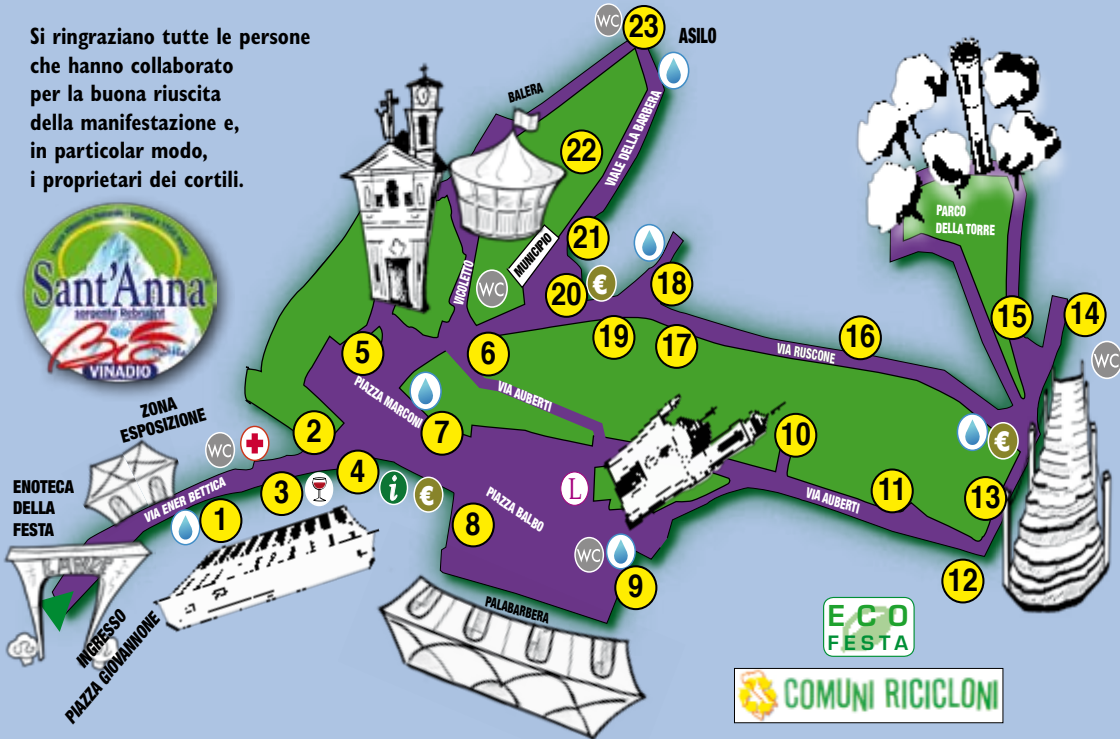 Si ringraziano tutte le persone
che hanno collaborato
per la buona riuscita
della manifestazione e,
in particolar modo,
i proprietari dei cortili.
WC
23
ASILO
BALERA
22
VIALE DELLA BARBERA
PARCO
DELLA TORRE
Sant'Anna
sorgente Rebruant
Bio
VINADIO
21
MUNICIPIO
VICOLETTO
WC
20
€
18
15
14
WC
5
6
19
17
16
VIA RUSCONE
PIAZZA MARCONI
VIA AUBERTI
7
ZONA
ESPOSIZIONE
2
WC
10
€
ENOTECA
DELLA
FESTA
VIA ENER BETTICA
1
3
4
i
€
PIAZZA BALBO
8
L
VIA AUBERTI
11
13
WC
9
12
PALABARBERA
INGRESSO
PIAZZA GIOVANNONE
ECO
FESTA
COMUNI RICICLONI